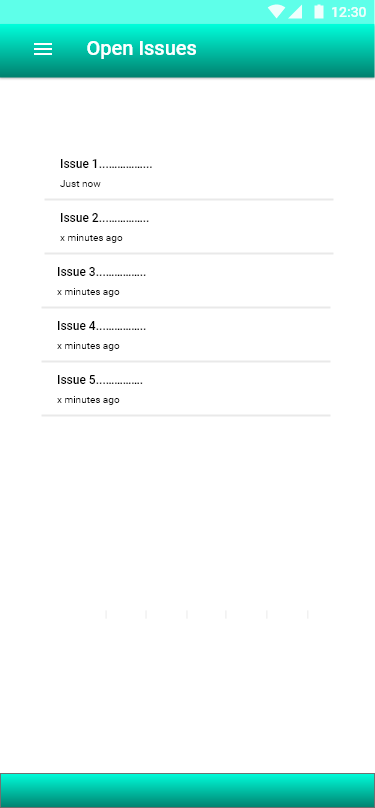 12:30
Open Issues
Issue 1................
Just now
Issue 2...............
x minutes ago
Issue 3...............
x minutes ago
Issue 4...............
x minutes ago
Issue 5..............
x minutes ago